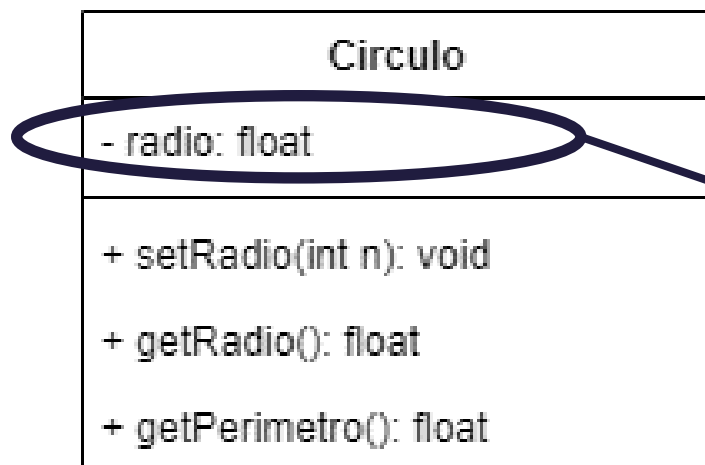 Circulo
- radio: float
+ setRadio(int n): void
+ getRadio(): float
+ getPerimetro(): float